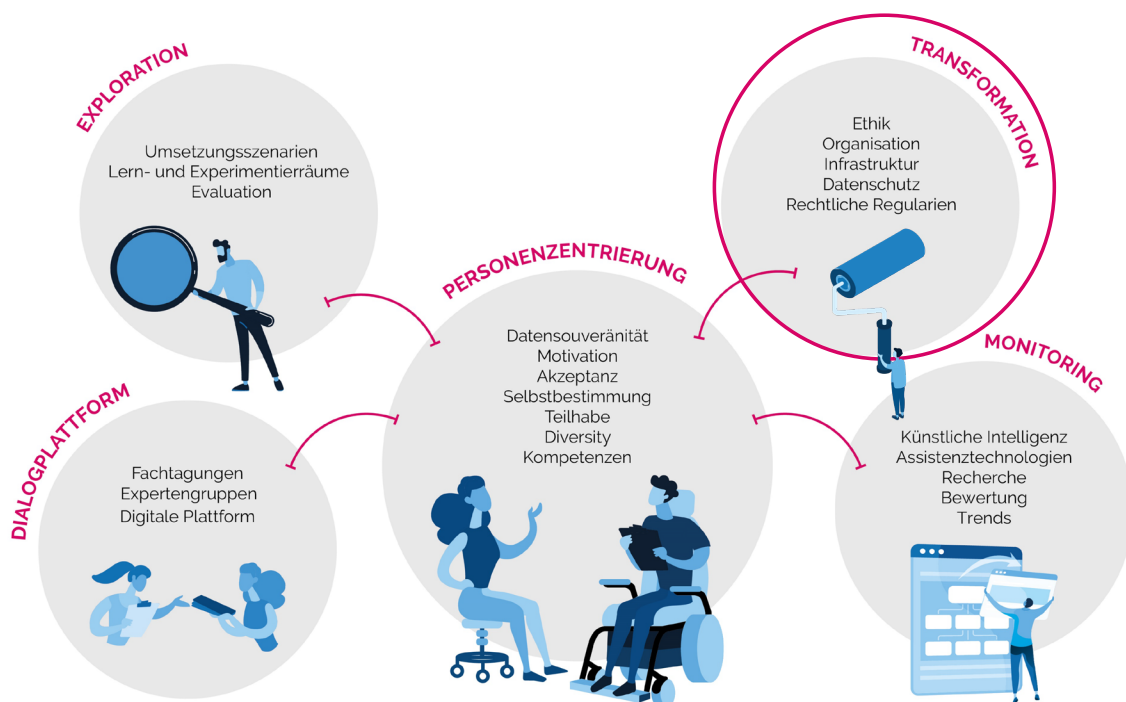 EXPLORATION
Umsetzungsszenarien
Lern- und Experimentierräume
Evaluation
TRANSFORMATION
Ethik
Organisation
Infrastruktur
Datenschutz
Rechtliche Regularien
PERSONENZENTRIERUNG
Datensouveränität
Motivation
Akzeptanz
Selbstbestimmung
Teilhabe
Diversity
Kompetenzen
DIALOGPLATTFORM
Fachtagungen
Expertengruppen
Digitale Plattform
MONITORING
Künstliche Intelligenz
Assistenztechnologien
Recherche
Bewertung
Trends